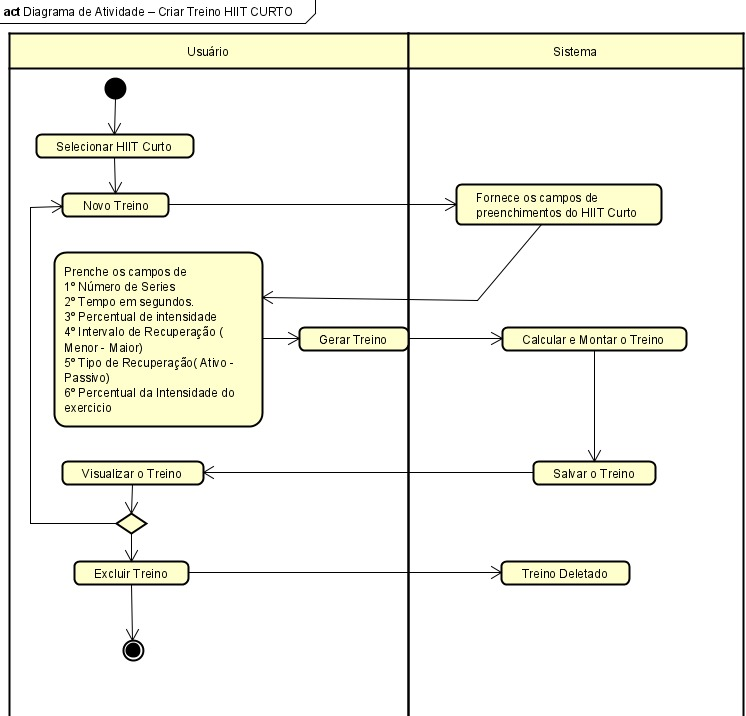 act Diagrama de Atividade – Criar Treino HIIT CURTO
Usuário
Sistema
Selecionar HIIT Curto
Novo Treino
Fornece os campos de
preenchimentos do HIIT Curto
Prenche os campos de
1º Número de Series
2º Tempo em segundos.
3º Percentual de intensidade
4º Intervalo de Recuperação (
Menor - Maior)
5º Tipo de Recuperação( Ativo -
Passivo)
6º Percentual da Intensidade do
exercicio
Gerar Treino
Calcular e Montar o Treino
Visualizar o Treino
Salvar o Treino
Excluir Treino
Treino Deletado